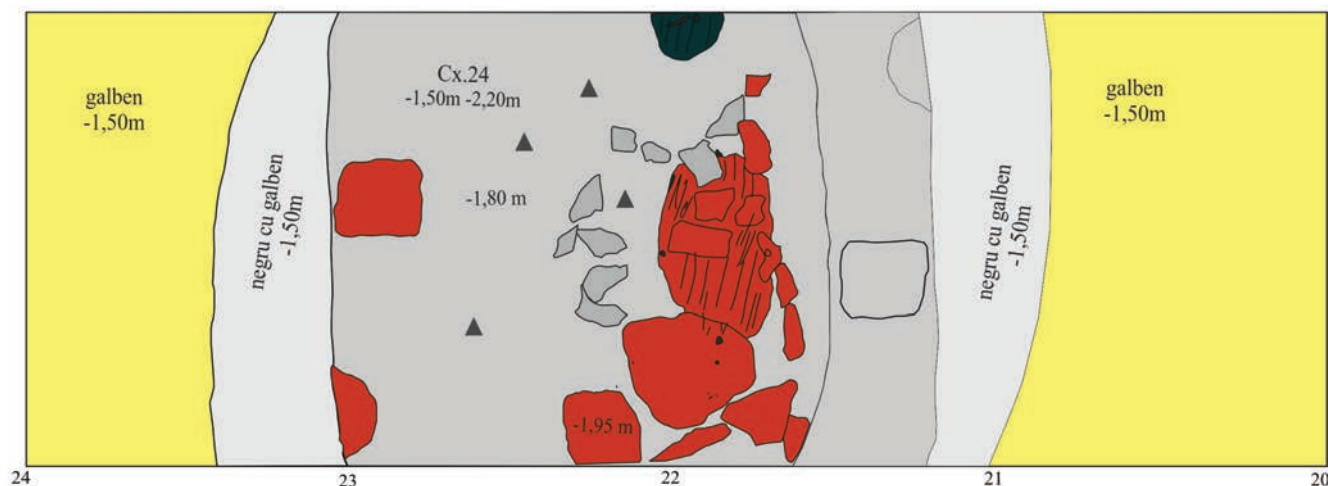 galben
-1,50m
negru cu galben
-1,50m
Cx.24
-1,50m -2,20m
-1,80 m
-1,95 m
negru cu galben
-1,50m
galben
-1,50m
24
23
22
21
20